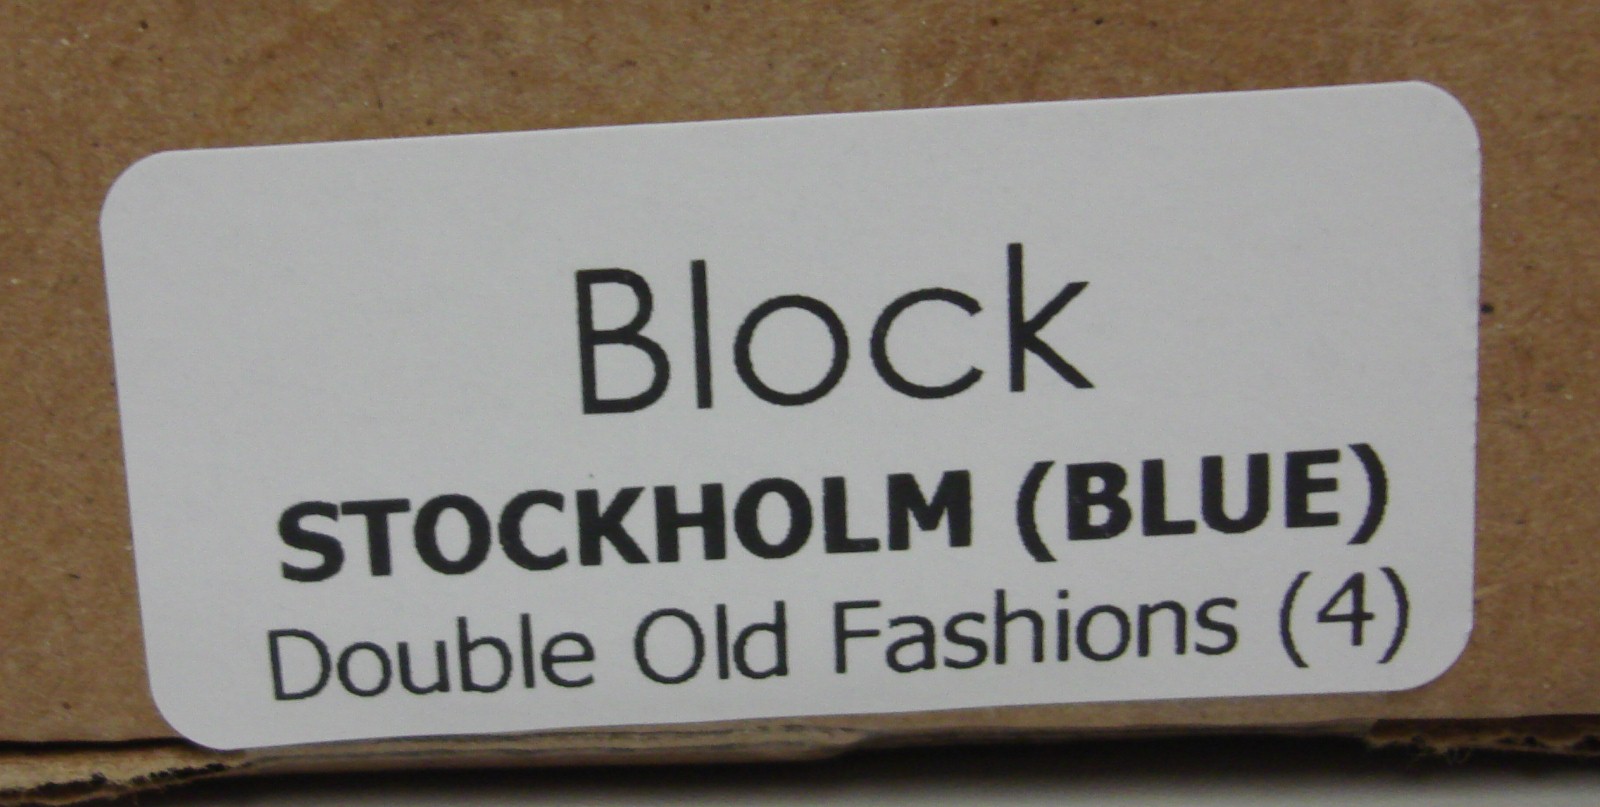 Block
STOCKHOLM (BLUE)
Double Old Fashions (4)